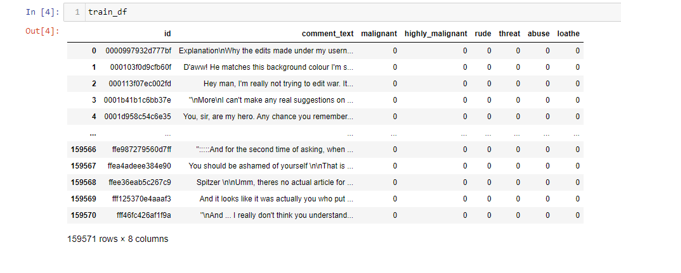 In [4]: 1 train_df
Out[4]:
id comment_text malignant highly_malignant rude threat abuse loathe
0 0000997932d777bf Explanation\nWhy the edits made under my usern... 0 0 0 0 0 0
1 000103f0d9cfb60f D'aww! He matches this background colour I'm s... 0 0 0 0 0 0
2 000113f07ec002fd Hey man, I'm really not trying to edit war. It... 0 0 0 0 0 0
3 0001b41b1c6bb37e "\nMore\nI can't make any real suggestions on ... 0 0 0 0 0 0
4 0001d958c54c6e35 You, sir, are my hero. Any chance you remember... 0 0 0 0 0 0
... ... ... ... ... ... ... ... ...
159566 ffe987279560d7ff ":::::And for the second time of asking, when ... 0 0 0 0 0 0
159567 ffea4adeee384e90 You should be ashamed of yourself \n\nThat is ... 0 0 0 0 0 0
159568 ffee36eab5c267c9 Spitzer \n\nUmm, theres no actual article for ... 0 0 0 0 0 0
159569 fff125370e4aaaf3 And it looks like it was actually you who put ... 0 0 0 0 0 0
159570 fff46fc426af1f9a "\nAnd ... I really don't think you understand... 0 0 0 0 0 0
159571 rows × 8 columns